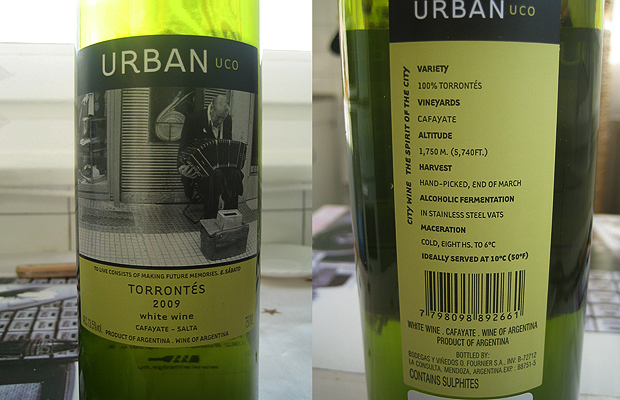 URBAN UCO
TO LIVE CONSISTS OF MAKING FUTURE MEMORIES. E. SÁBATO
TORRONTÉS
2009
white wine
CAFAYATE - SALTA
PRODUCT OF ARGENTINA . WINE OF ARGENTINA
URBAN UCO
CITY WINE THE SPIRIT OF THE CITY
VARIETY
100% TORRONTÉS
VINEYARDS
CAFAYATE
ALTITUDE
1,750 M. (5,740FT.)
HARVEST
HAND-PICKED, END OF MARCH
ALCOHOLIC FERMENTATION
IN STAINLESS STEEL VATS
MACERATION
COLD, EIGHT HS. TO 6°C
IDEALLY SERVED AT 10°C (50°F)
7 798098 892661
WHITE WINE . CAFAYATE . WINE OF ARGENTINA
PRODUCT OF ARGENTINA
BOTTLED BY:
BODEGAS Y VIÑEDOS O. FOURNIER S.A., INV: B-72712
LA CONSULTA, MENDOZA, ARGENTINA.EXP : 88751-5
CONTAINS SULPHITES